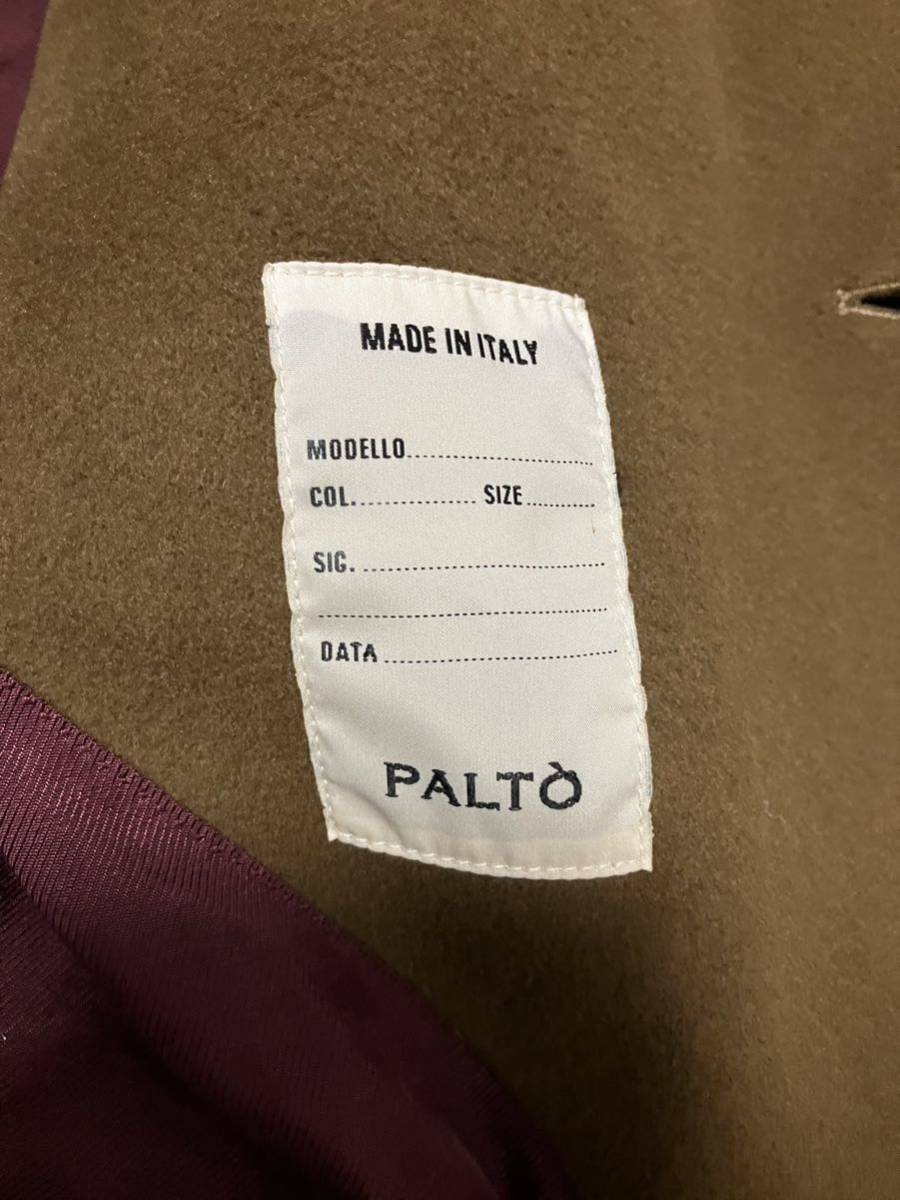 MADE IN ITALY
MODELLO..............................
COL..................... SIZE............
SIG. ........................................
................................................
DATA.......................................
PALTÒ